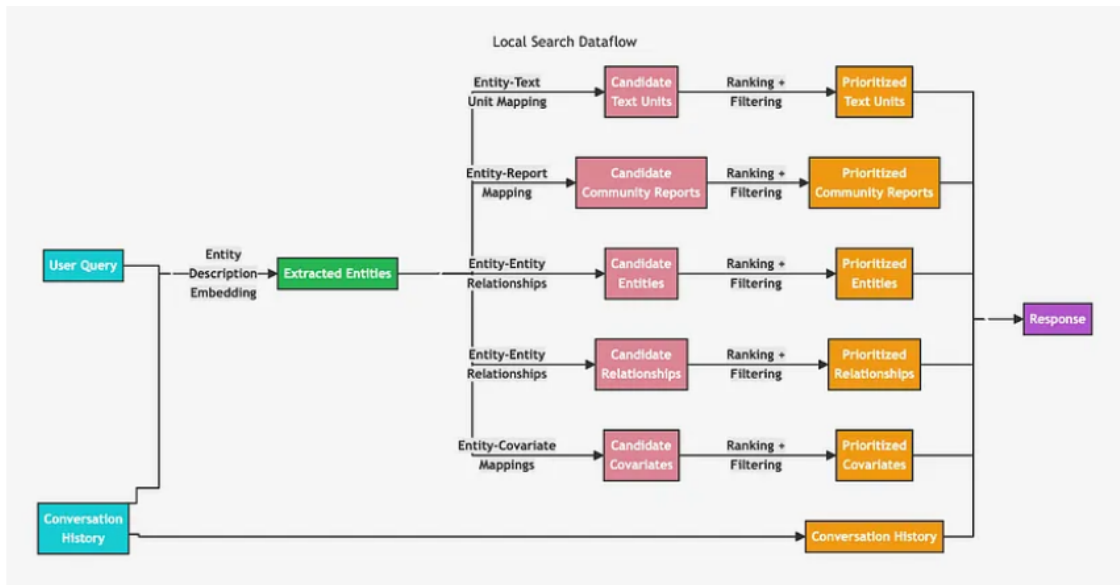 Local Search Dataflow
Entity-Text
Unit Mapping
Candidate
Text Units
Ranking +
Filtering
Prioritized
Text Units
Entity-Report
Mapping
Candidate
Community Reports
Ranking +
Filtering
Prioritized
Community Reports
User Query
Entity
Description
Embedding
Extracted Entities
Entity-Entity
Relationships
Candidate
Entities
Ranking +
Filtering
Prioritized
Entities
Response
Entity-Entity
Relationships
Candidate
Relationships
Ranking +
Filtering
Prioritized
Relationships
Entity-Covariate
Mappings
Candidate
Covariates
Ranking +
Filtering
Prioritized
Covariates
Conversation
History
Conversation History